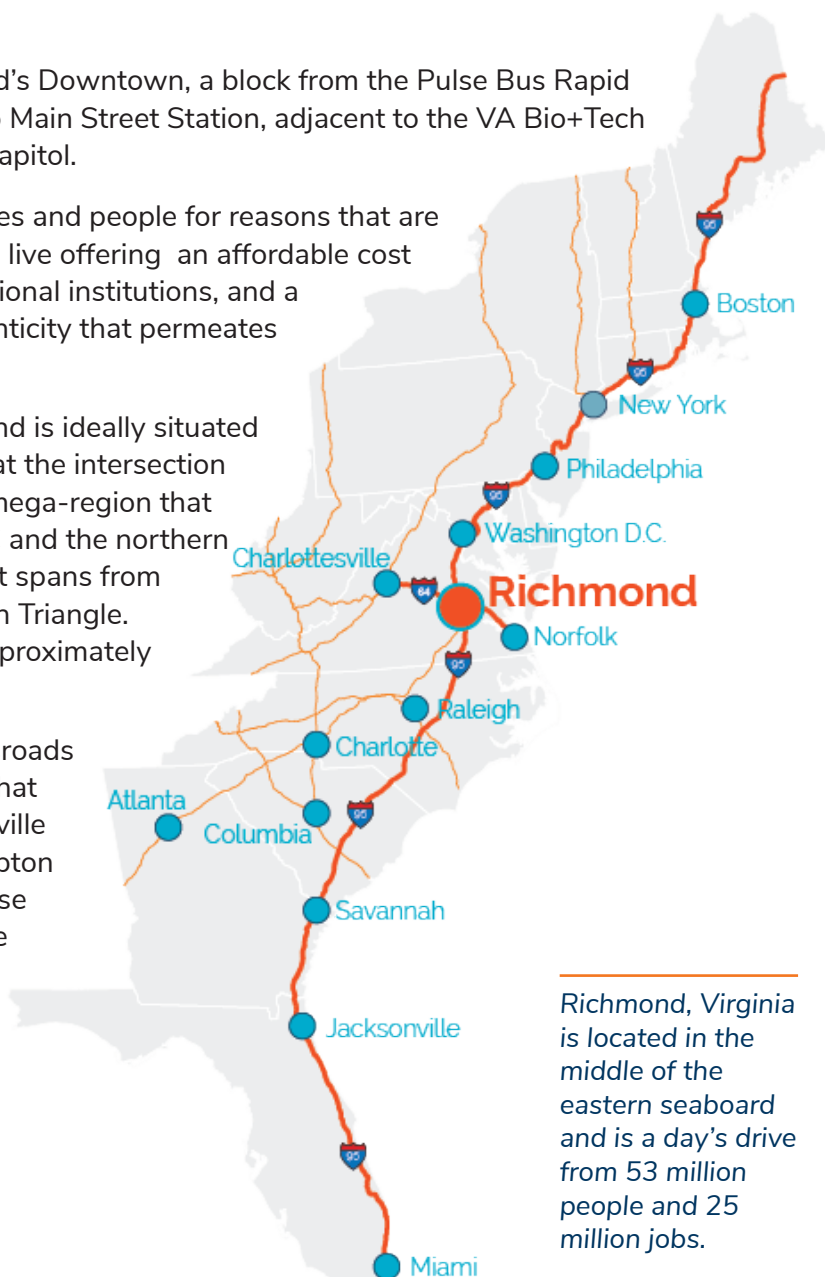 d's Downtown, a block from the Pulse Bus Rapid
Main Street Station, adjacent to the VA Bio+Tech
apitol.
es and people for reasons that are
live offering an affordable cost
ional institutions, and a
nticity that permeates
nd is ideally situated
at the intersection
mega-region that
and the northern
t spans from
n Triangle.
proximately
roads
hat
ville
pton
se
e
95
Boston
95
New York
Philadelphia
95
Washington D.C.
Charlottesville
64
Richmond
Norfolk
95
Raleigh
Charlotte
Atlanta
95
Columbia
Savannah
Jacksonville
95
Miami
Richmond, Virginia
is located in the
middle of the
eastern seaboard
and is a day's drive
from 53 million
people and 25
million jobs.